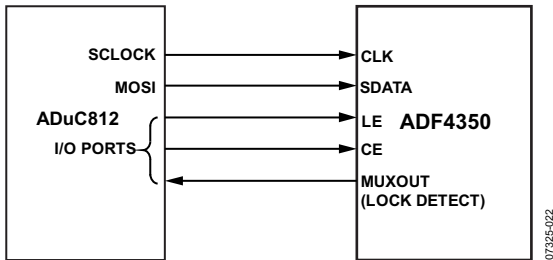 SCLOCK
MOSI
ADuC812
I/O PORTS
CLK
SDATA
LE
ADF4350
CE
MUXOUT
(LOCK DETECT)
07325-022